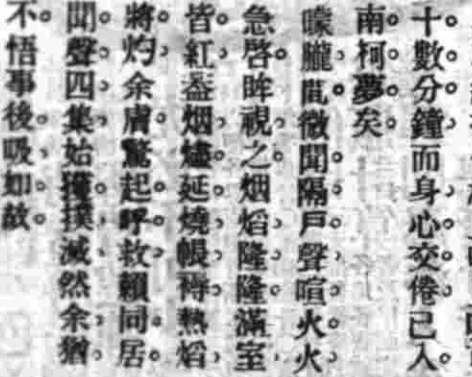 十數分鐘而身心交倦已入
南柯夢矣
矇朧間微聞隔戶聲喧火火
急啓眸視之烟焰隆隆滿室
皆紅盖烟燼延燒帳褥熱焰
將灼余膚驚起呼救賴同居
聞聲四集始獲撲滅然余猶
不悟事後吸如故